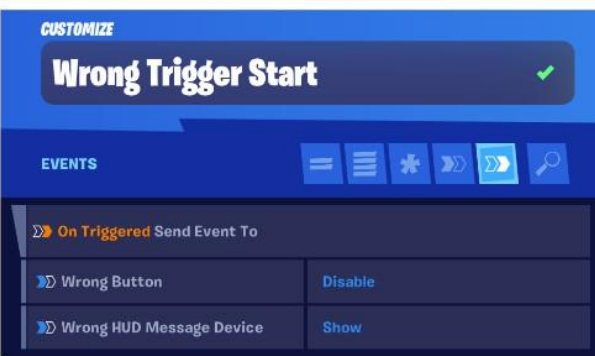 CUSTOMIZE
Wrong Trigger Start
EVENTS
On Triggered Send Event To
Wrong Button Disable
Wrong HUD Message Device Show